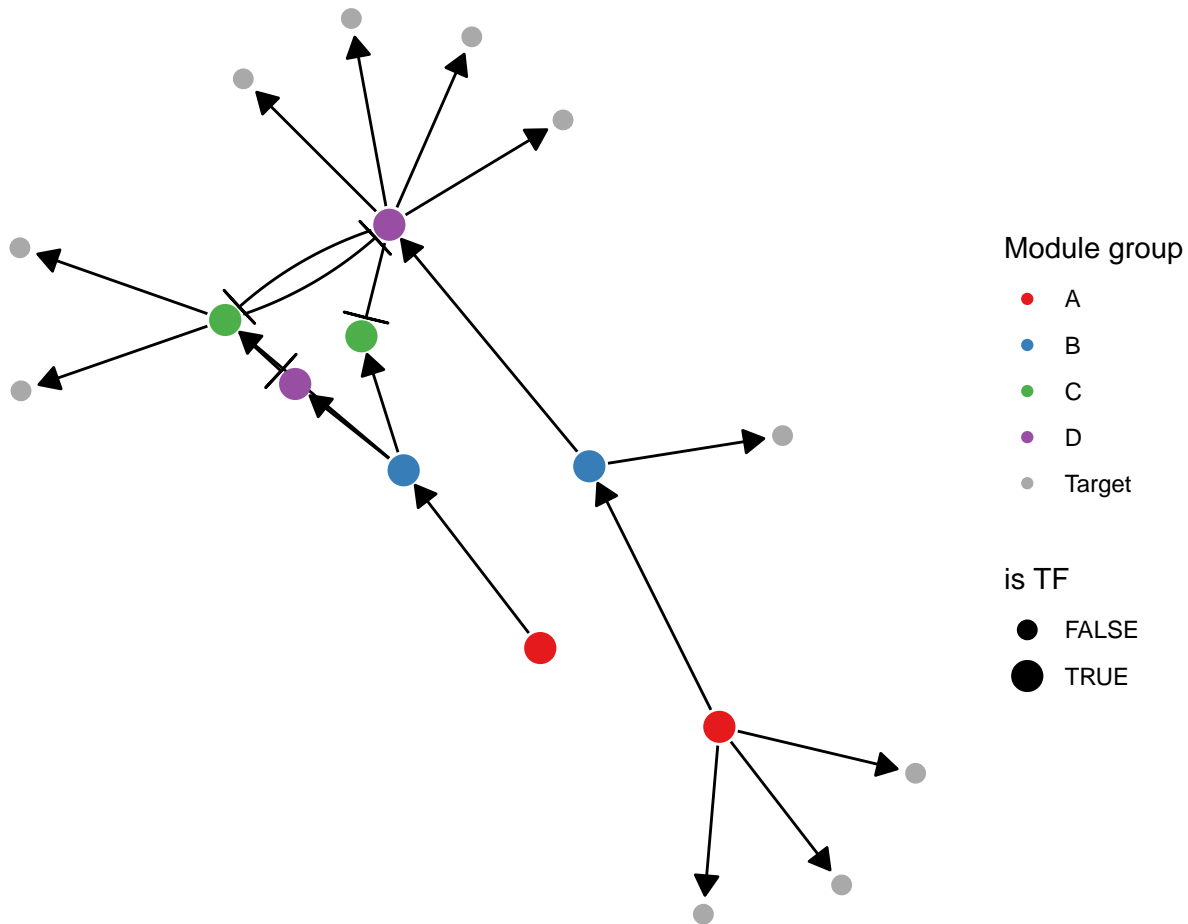 Module group
A
B
C
D
Target
is TF
FALSE
TRUE